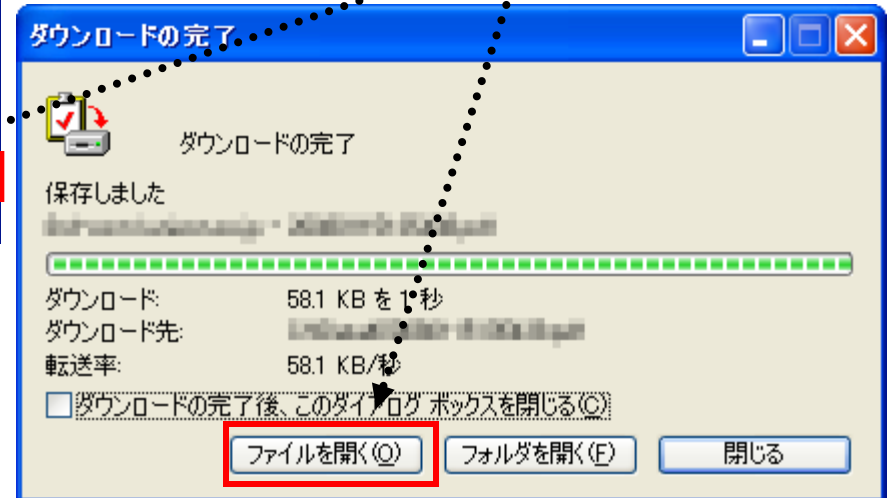 ダウンロードの完了
ダウンロードの完了
保存しました
ダウンロード: 58.1 KB を 1 秒
ダウンロード先:
転送率: 58.1 KB/秒
ダウンロードの完了後、このダイアログ ボックスを閉じる(C)
ファイルを開く(O) フォルダを開く(F) 閉じる